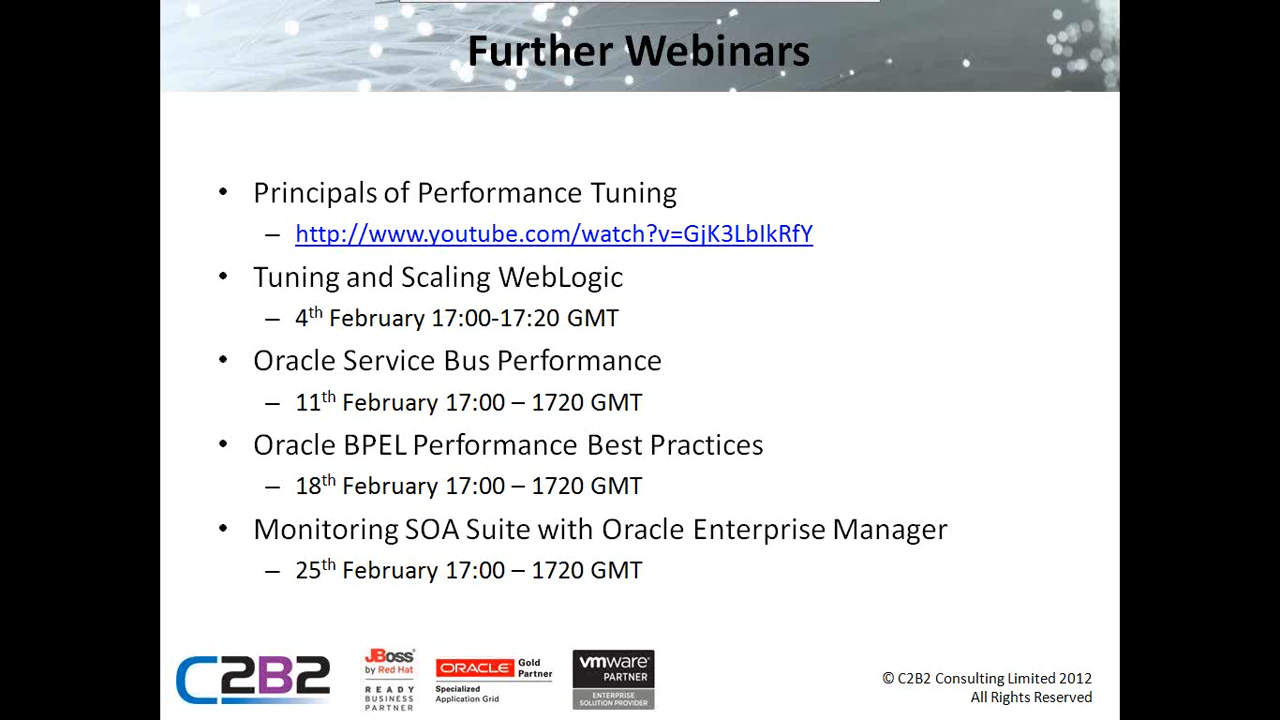 Further Webinars
• Principals of Performance Tuning
– http://www.youtube.com/watch?v=GjK3LbIkRfY
• Tuning and Scaling WebLogic
– 4th February 17:00-17:20 GMT
• Oracle Service Bus Performance
– 11th February 17:00 – 1720 GMT
• Oracle BPEL Performance Best Practices
– 18th February 17:00 – 1720 GMT
• Monitoring SOA Suite with Oracle Enterprise Manager
– 25th February 17:00 – 1720 GMT
C2B2
JBoss
by Red Hat
READY
BUSINESS
PARTNER
ORACLE Gold
Partner
Specialized
Application Grid
vmware
PARTNER
ENTERPRISE
SOLUTION PROVIDER
© C2B2 Consulting Limited 2012
All Rights Reserved